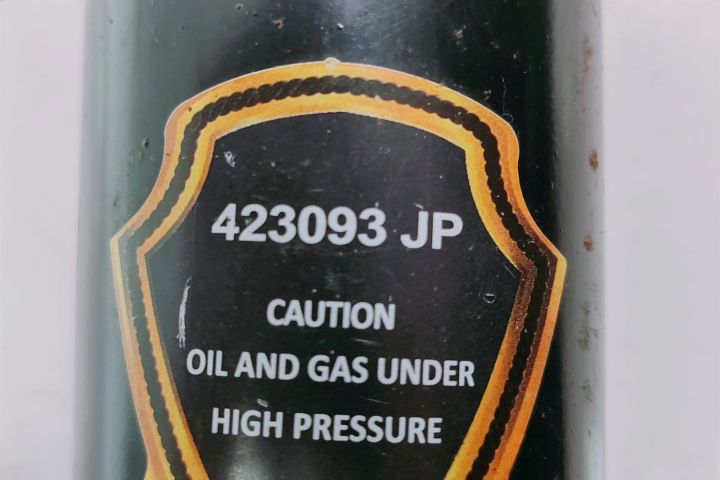 423093 JP
CAUTION
OIL AND GAS UNDER
HIGH PRESSURE